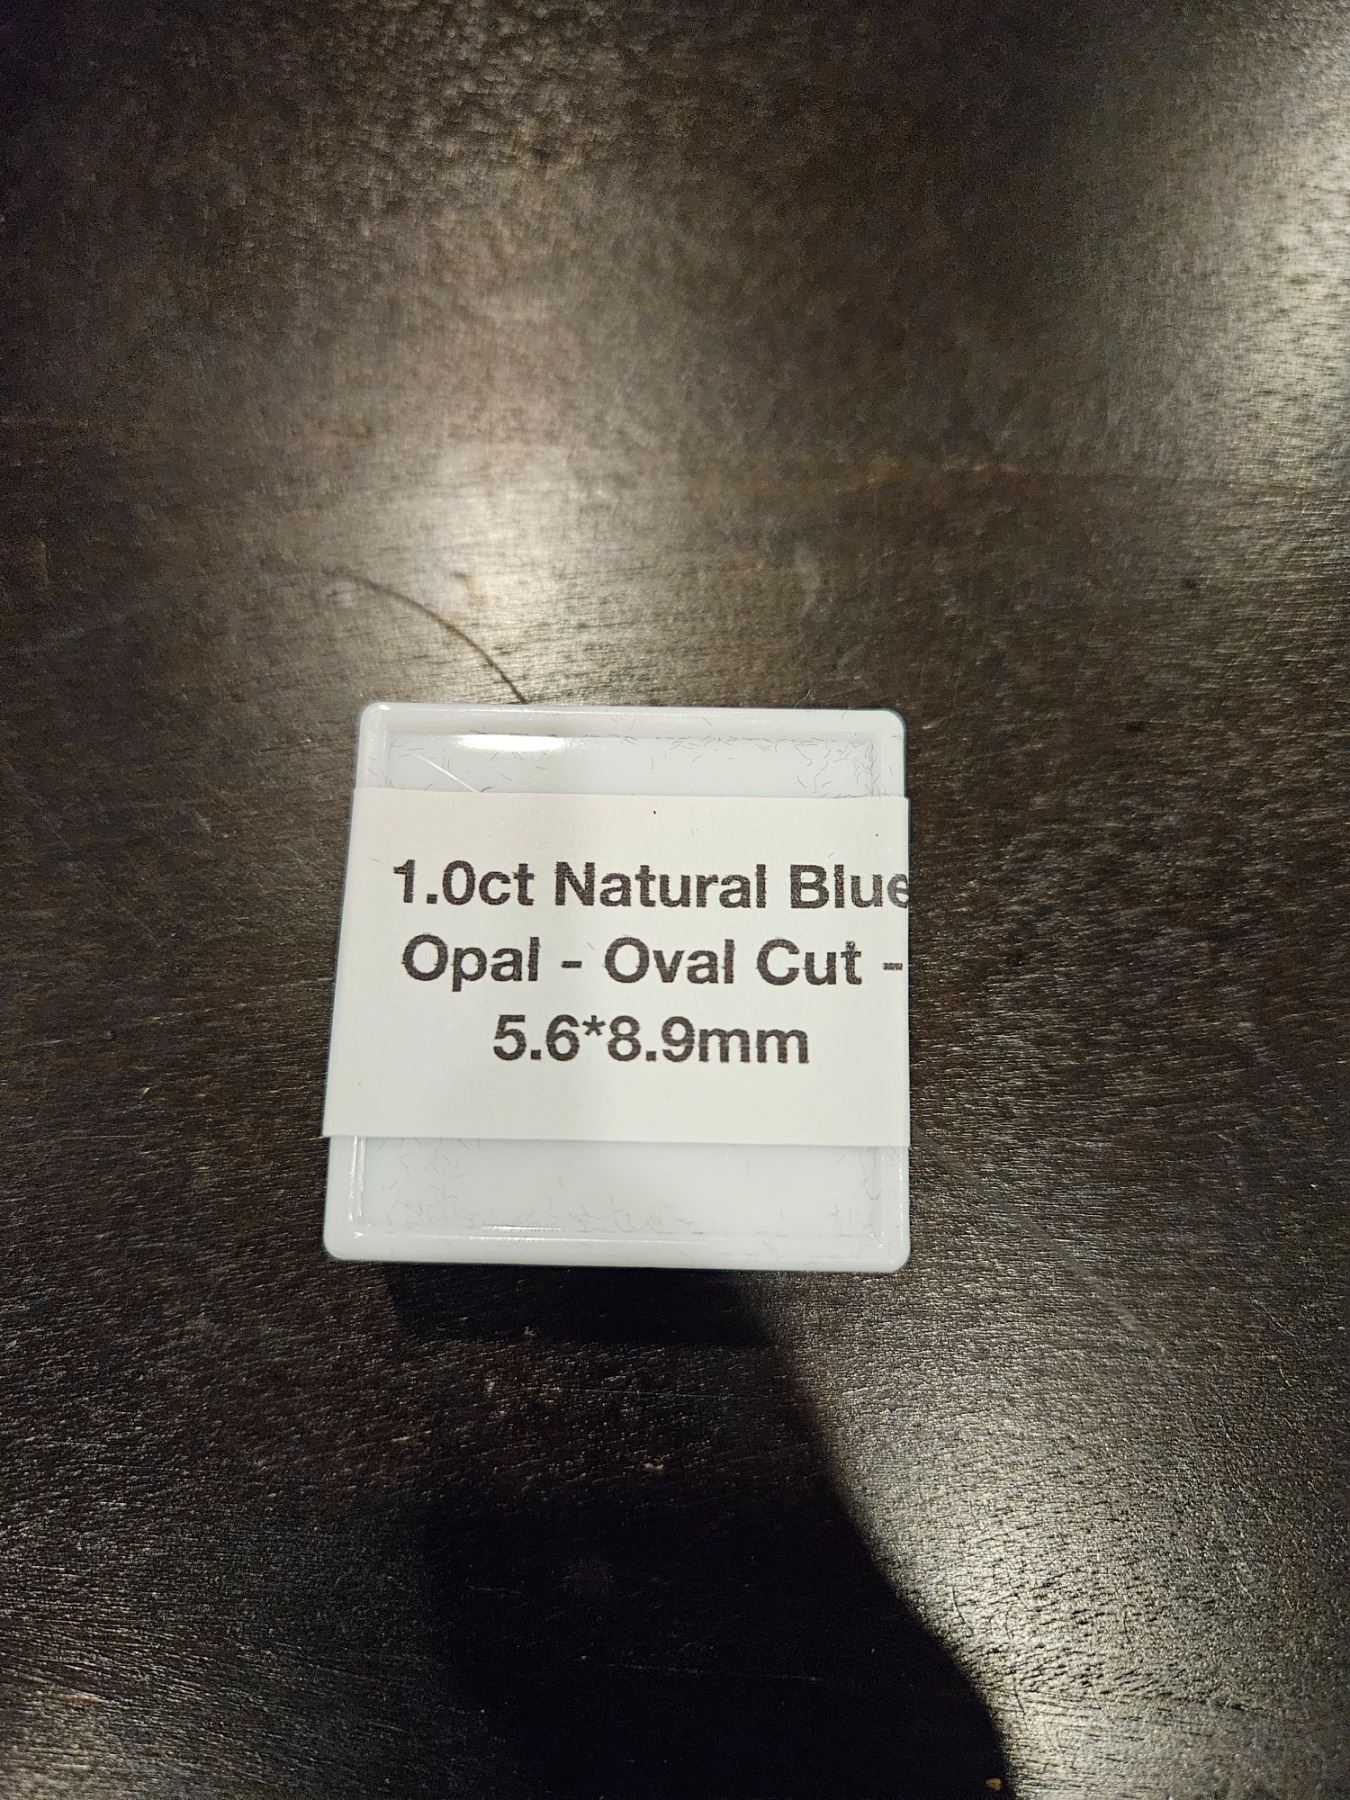 1.0ct Natural Blue
Opal - Oval Cut -
5.6*8.9mm